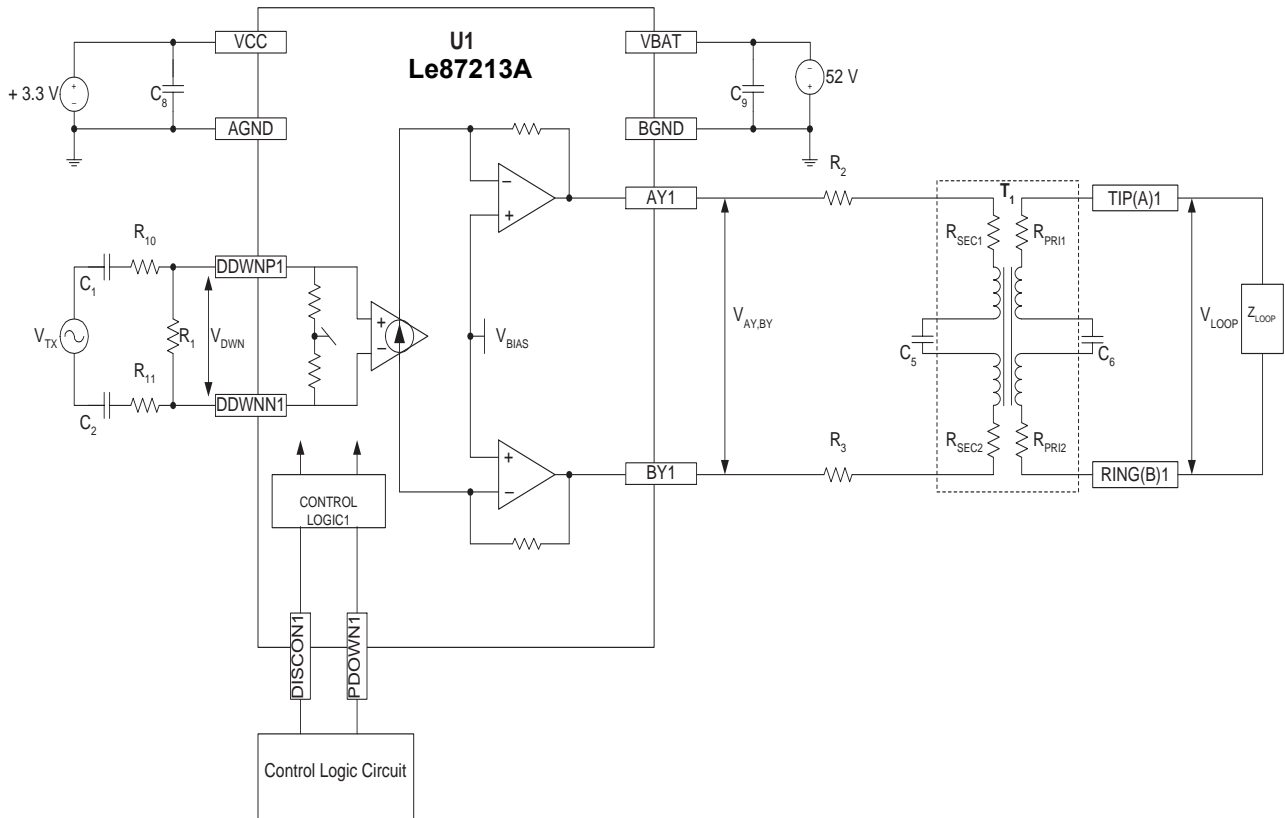 U1
Le87213A
VCC
VBAT
+ 3.3 V
C8
C9
52 V
AGND
BGND
R2
AY1
T1
TIP(A)1
RSEC1
RPRI1
R10
DDWNP1
C1
VTX
R1
VDWN
+
−
−
+
VBIAS
VAY,BY
C5
C6
VLOOP
ZLOOP
R11
DDWNN1
C2
+
−
R3
RSEC2
RPRI2
BY1
RING(B)1
CONTROL
LOGIC1
DISCON1
PDOWN1
Control Logic Circuit